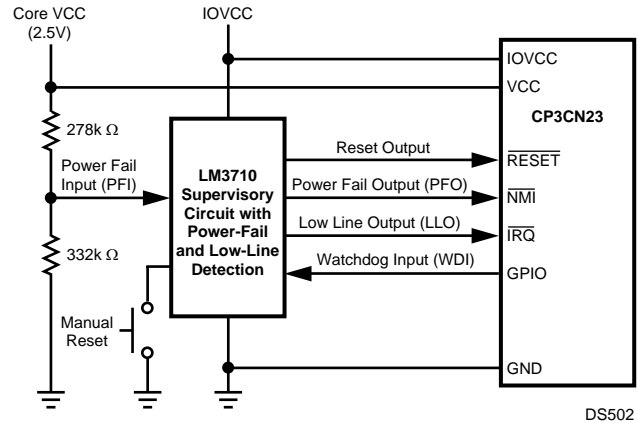 Core VCC
(2.5V)
IOVCC
IOVCC
VCC
CP3CN23
278k Ω
Power Fail
Input (PFI)
LM3710
Supervisory
Circuit with
Power-Fail
and Low-Line
Detection
Reset Output
RESET
Power Fail Output (PFO)
NMI
Low Line Output (LLO)
IRQ
Watchdog Input (WDI)
GPIO
332k Ω
Manual
Reset
GND
DS502